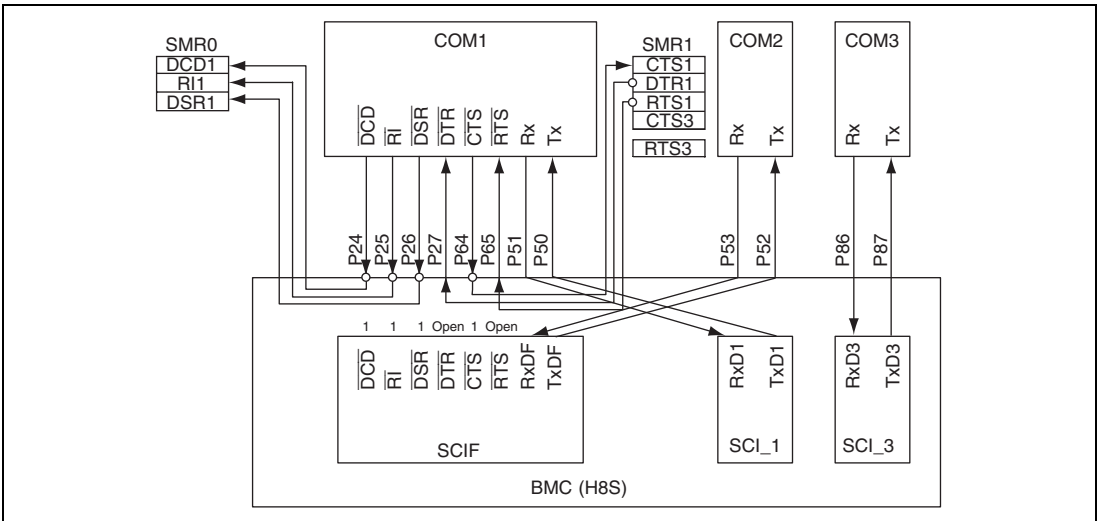 SMR0
DCD1
RI1
DSR1
COM1
DCD
RI
DSR
DTR
CTS
RTS
Rx
Tx
SMR1
CTS1
DTR1
RTS1
CTS3
RTS3
COM2
Rx
Tx
COM3
Rx
Tx
P24
P25
P26
P27
P64
P65
P51
P50
P53
P52
P86
P87
1 1 1 Open 1 Open
DCD
RI
DSR
DTR
CTS
RTS
RxDF
TxDF
SCIF
RxD1
TxD1
SCI_1
RxD3
TxD3
SCI_3
BMC (H8S)